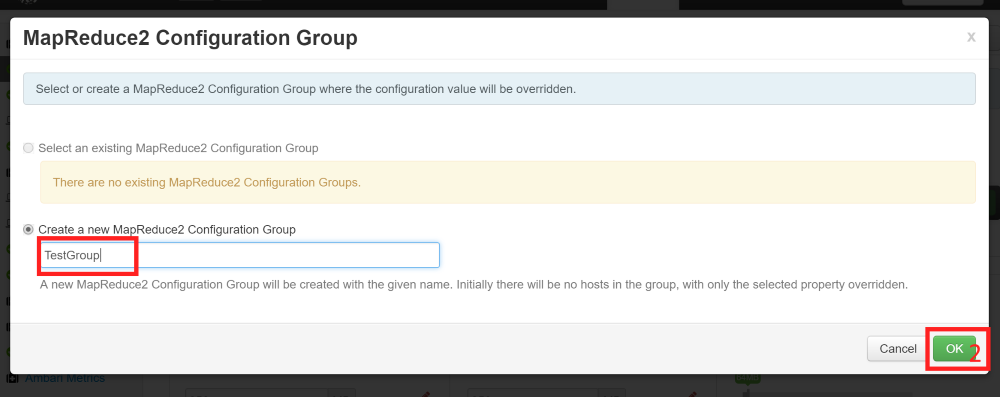 MapReduce2 Configuration Group
x
Select or create a MapReduce2 Configuration Group where the configuration value will be overridden.
Select an existing MapReduce2 Configuration Group
There are no existing MapReduce2 Configuration Groups.
Create a new MapReduce2 Configuration Group
TestGroup
A new MapReduce2 Configuration Group will be created with the given name. Initially there will be no hosts in the group, with only the selected property overridden.
Cancel OK 2
Ambari Metrics